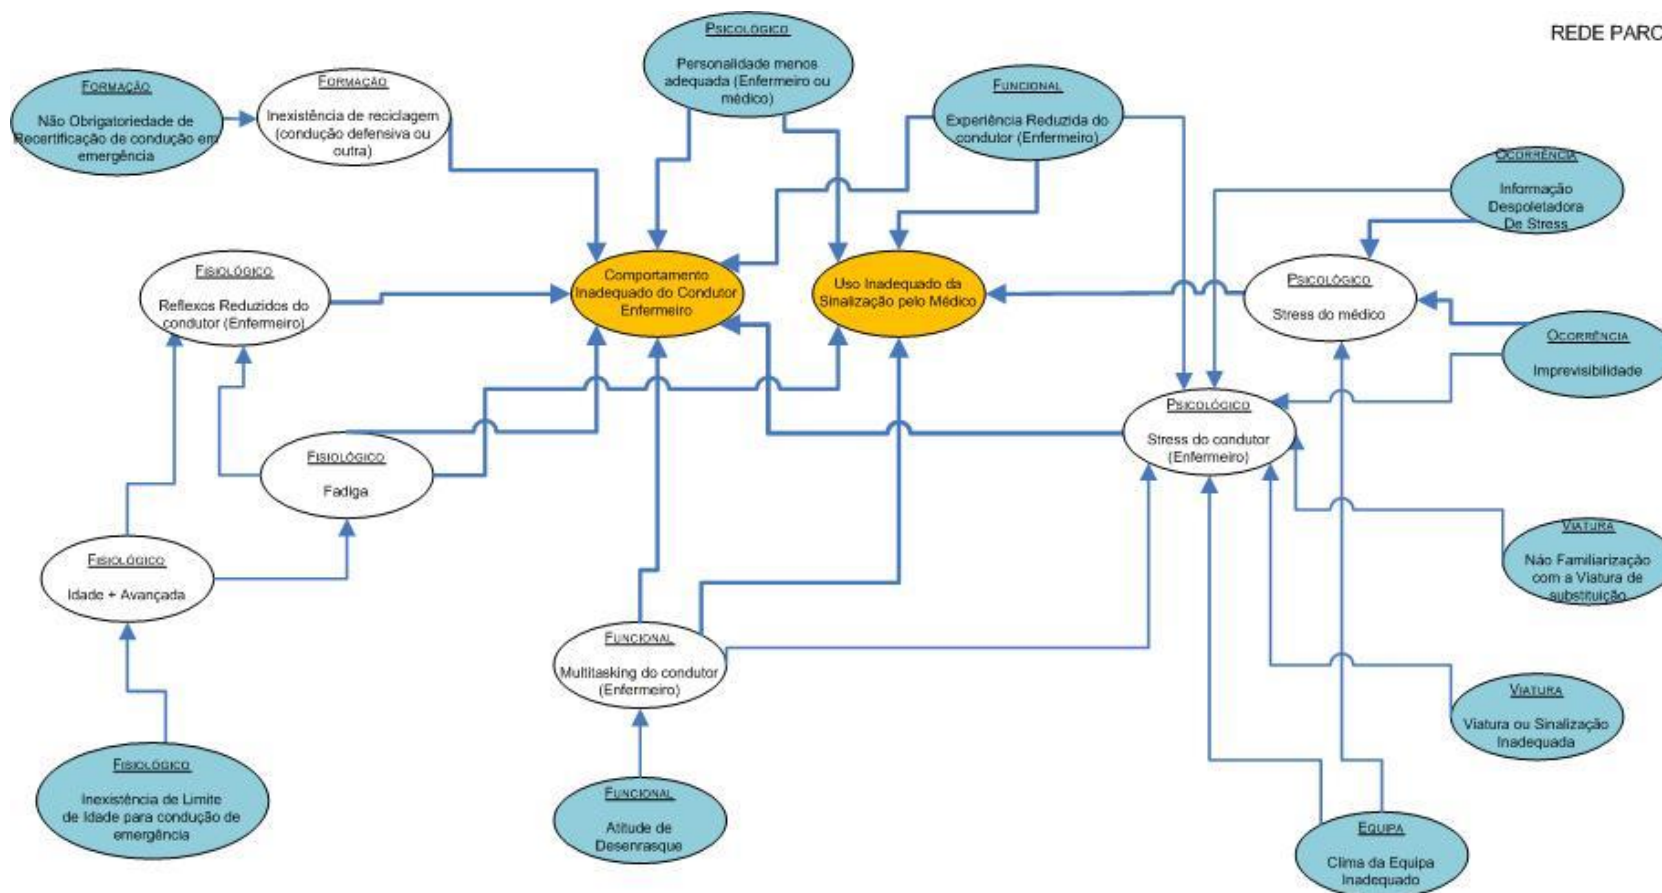 REDE PARC
PSICOLÓGICO
Personalidade menos
adequada (Enfermeiro ou
médico)
FORMAÇÃO
Não Obrigatoriedade de
Recertificação de condução em
emergência
FORMAÇÃO
Inexistência de reciclagem
(condução defensiva ou
outra)
FUNCIONAL
Experiência Reduzida do
condutor (Enfermeiro)
OCORRÊNCIA
Informação
Despoletadora
De Stress
FISIOLÓGICO
Reflexos Reduzidos do
condutor (Enfermeiro)
Comportamento
Inadequado do Condutor
Enfermeiro
Uso Inadequado da
Sinalização pelo Médico
PSICOLÓGICO
Stress do médico
OCORRÊNCIA
Imprevisibilidade
PSICOLÓGICO
Stress do condutor
(Enfermeiro)
FISIOLÓGICO
Fadiga
FISIOLÓGICO
Idade + Avançada
VIATURA
Não Familiarização
com a Viatura de
substituição
FUNCIONAL
Multitasking do condutor
(Enfermeiro)
VIATURA
Viatura ou Sinalização
Inadequada
FISIOLÓGICO
Inexistência de Limite
de Idade para condução de
emergência
FUNCIONAL
Atitude de
Desenrasque
EQUIPA
Clima da Equipa
Inadequado